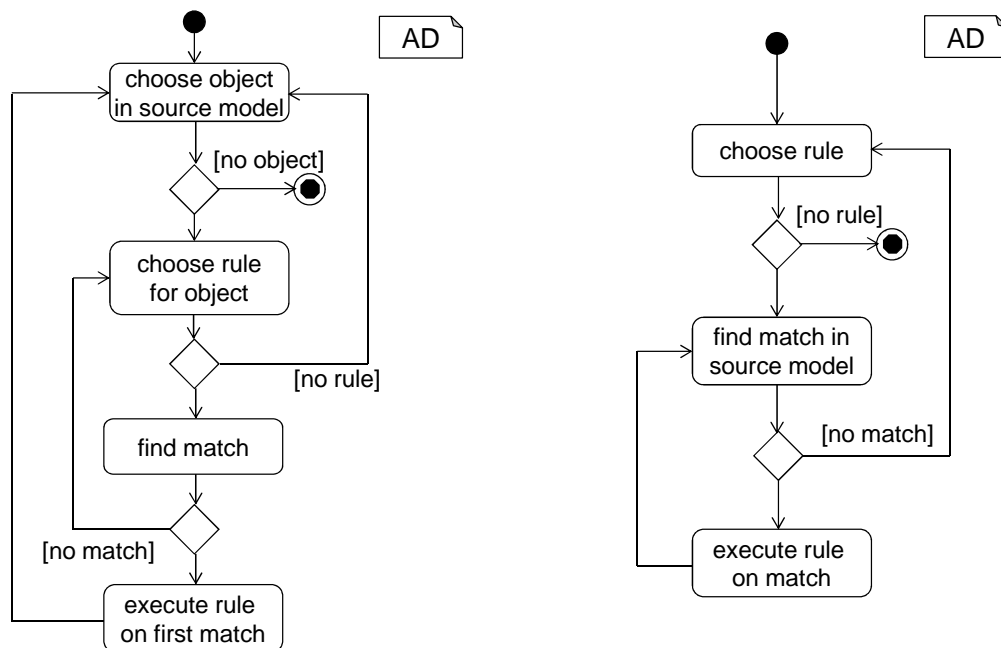 AD
choose object
in source model
[no object]
choose rule
for object
[no rule]
find match
[no match]
execute rule
on first match
AD
choose rule
[no rule]
find match in
source model
[no match]
execute rule
on match